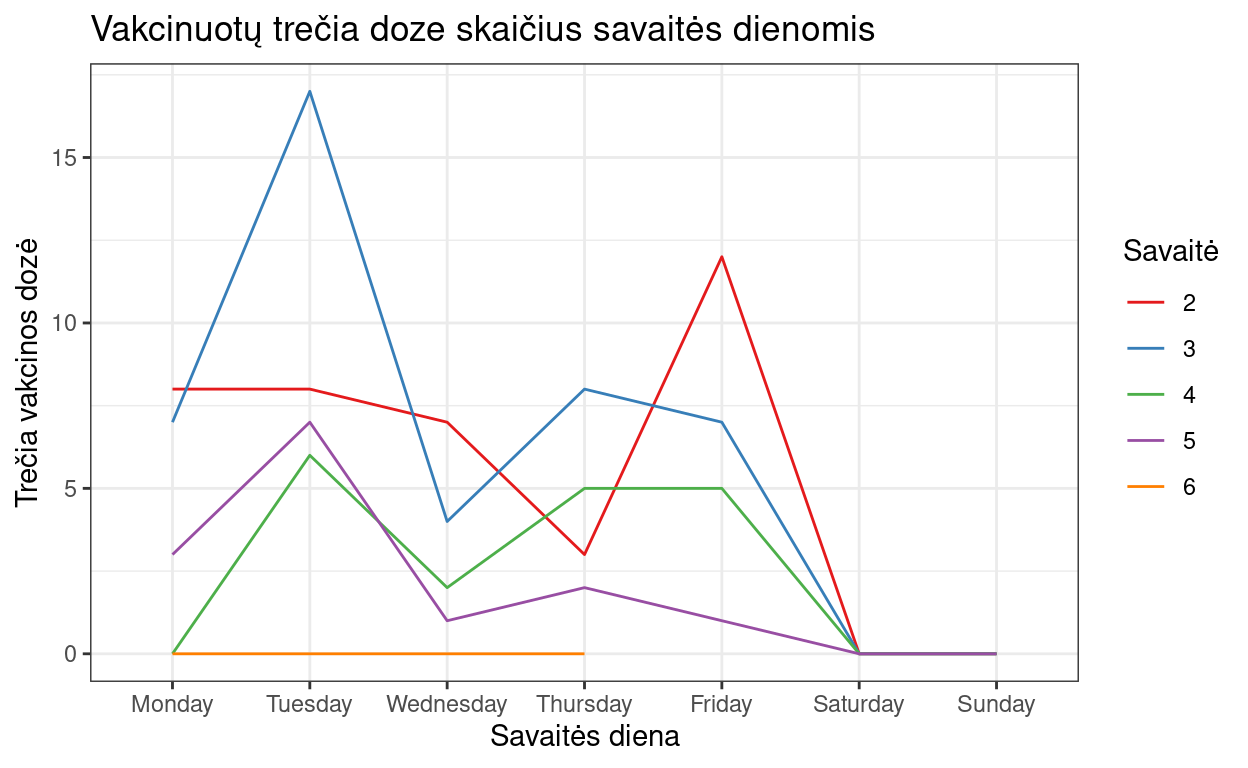 Vakcinuotų trečia doze skaičius savaitės dienomis
Trečia vakcinos dozė
15
10
5
0
Monday Tuesday Wednesday Thursday Friday Saturday Sunday
Savaitės diena
Savaitė
2
3
4
5
6